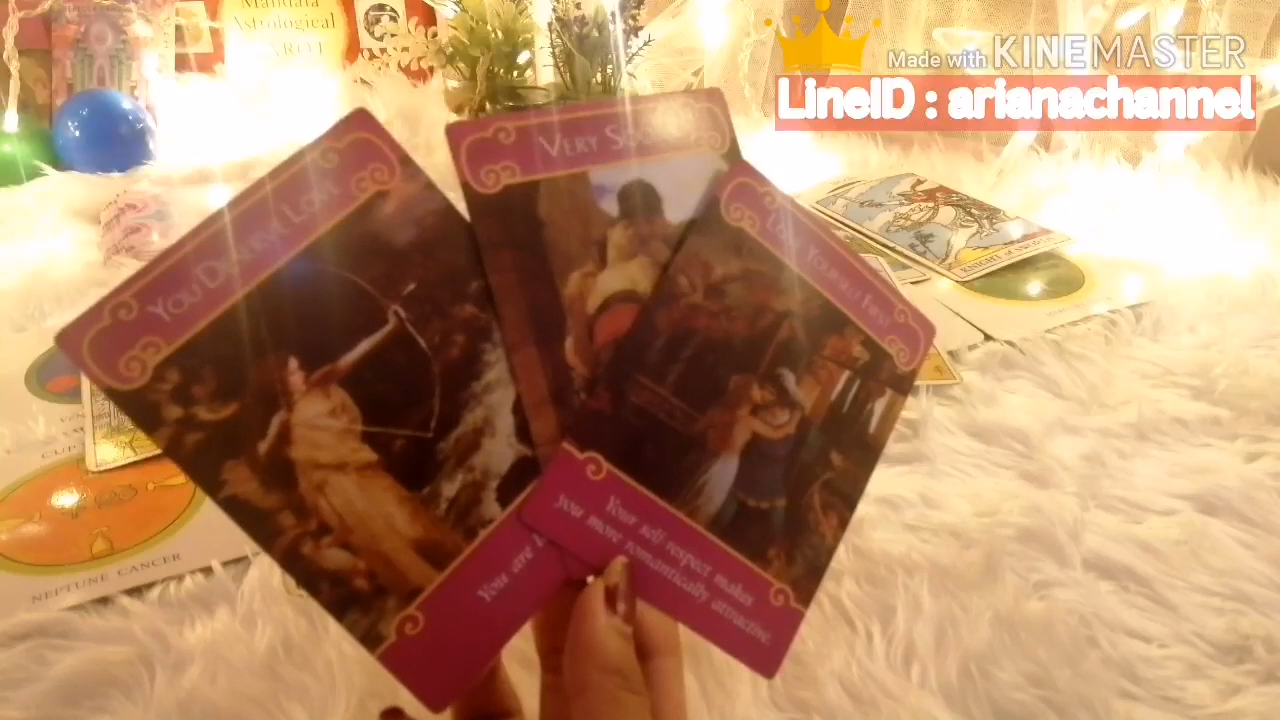 Mandala
Astrological
TAROT
Made with KINEMASTER
LineID : arianachannel
YOU DESERVE LOVE
VERY
LOVE YOURSELF FIRST
KNIGHT OF
You are
Your self-respect makes
you more romantically attractive.
NEPTUNE CANCER